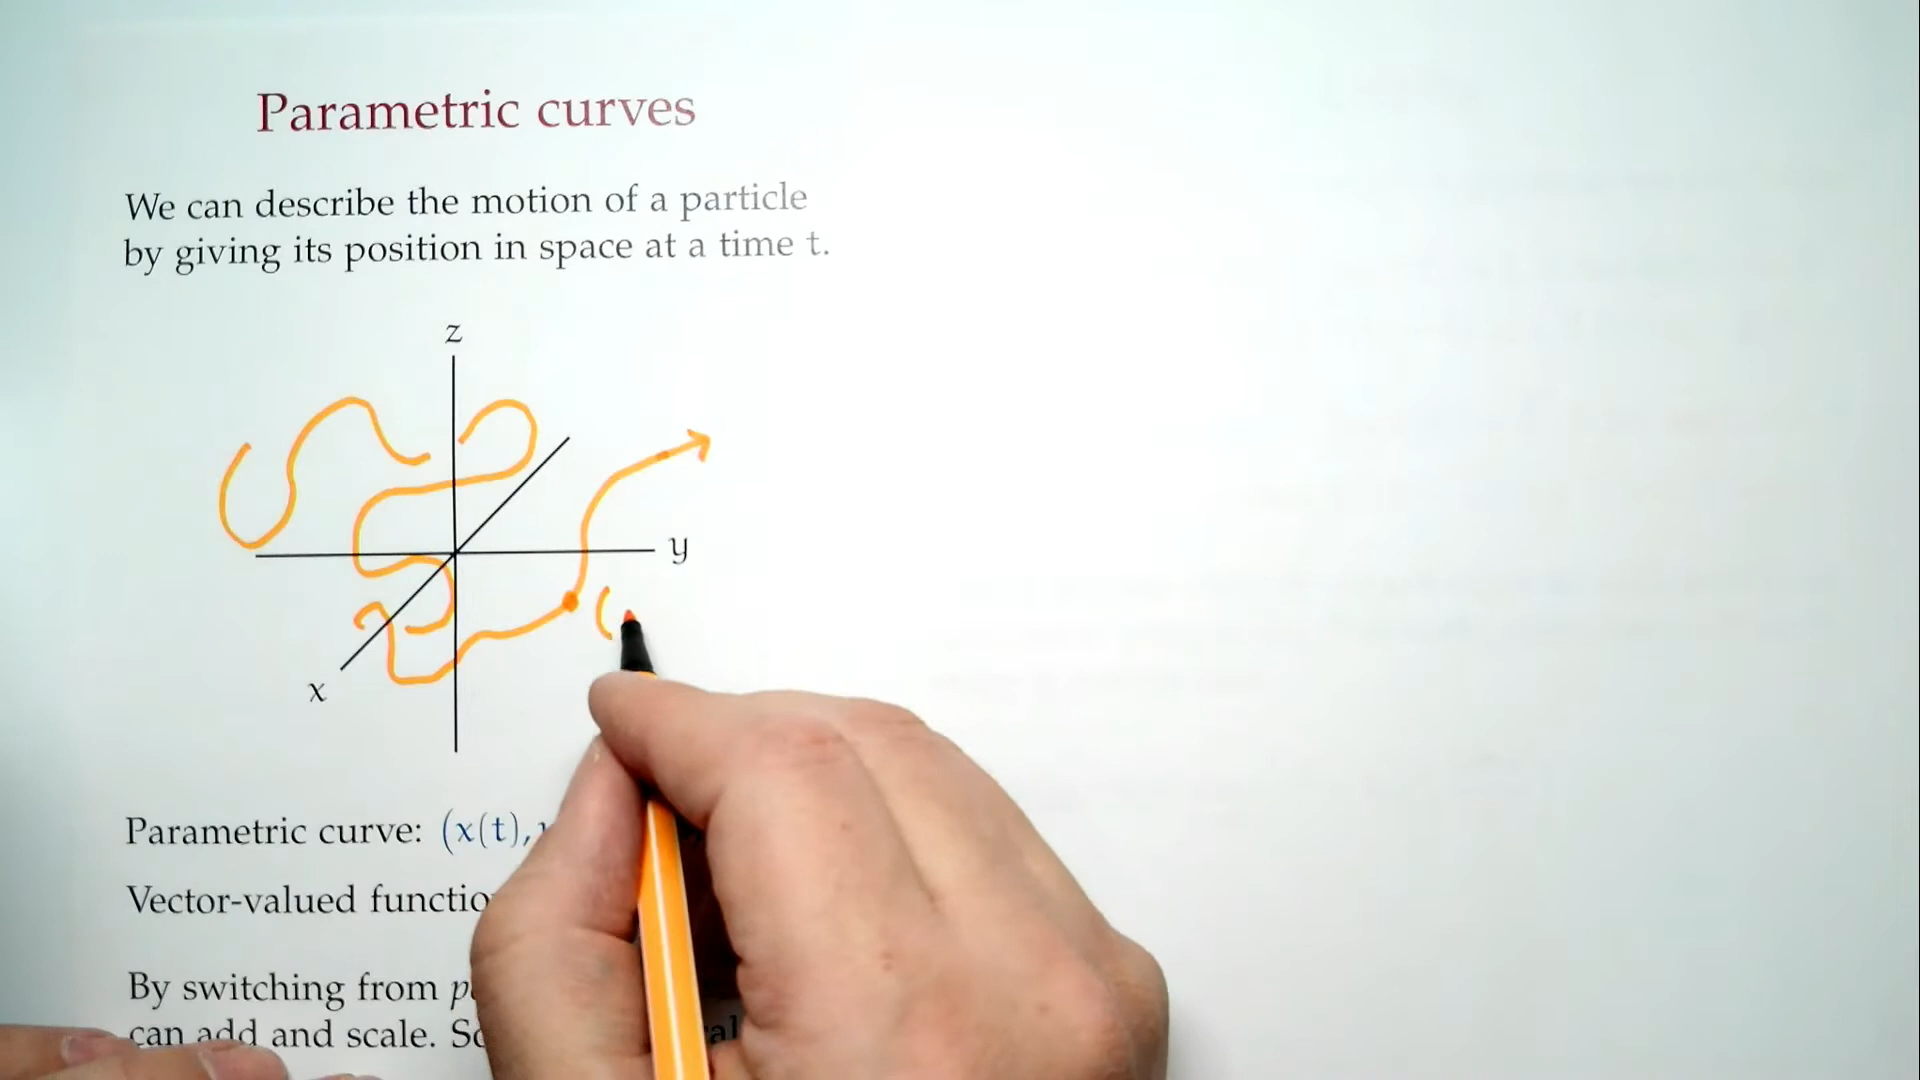 Parametric curves
We can describe the motion of a particle
by giving its position in space at a time t.
z
y
(
x
Parametric curve: (x(t),
Vector-valued
By switching from
can add and scale.